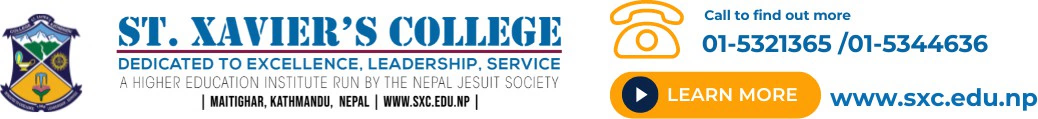 ST. XAVIER'S COLLEGE
DEDICATED TO EXCELLENCE, LEADERSHIP, SERVICE
A HIGHER EDUCATION INSTITUTE RUN BY THE NEPAL JESUIT SOCIETY
| MAITIGHAR, KATHMANDU, NEPAL | WWW.SXC.EDU.NP |
Call to find out more
01-5321365 /01-5344636
LEARN MORE
www.sxc.edu.np